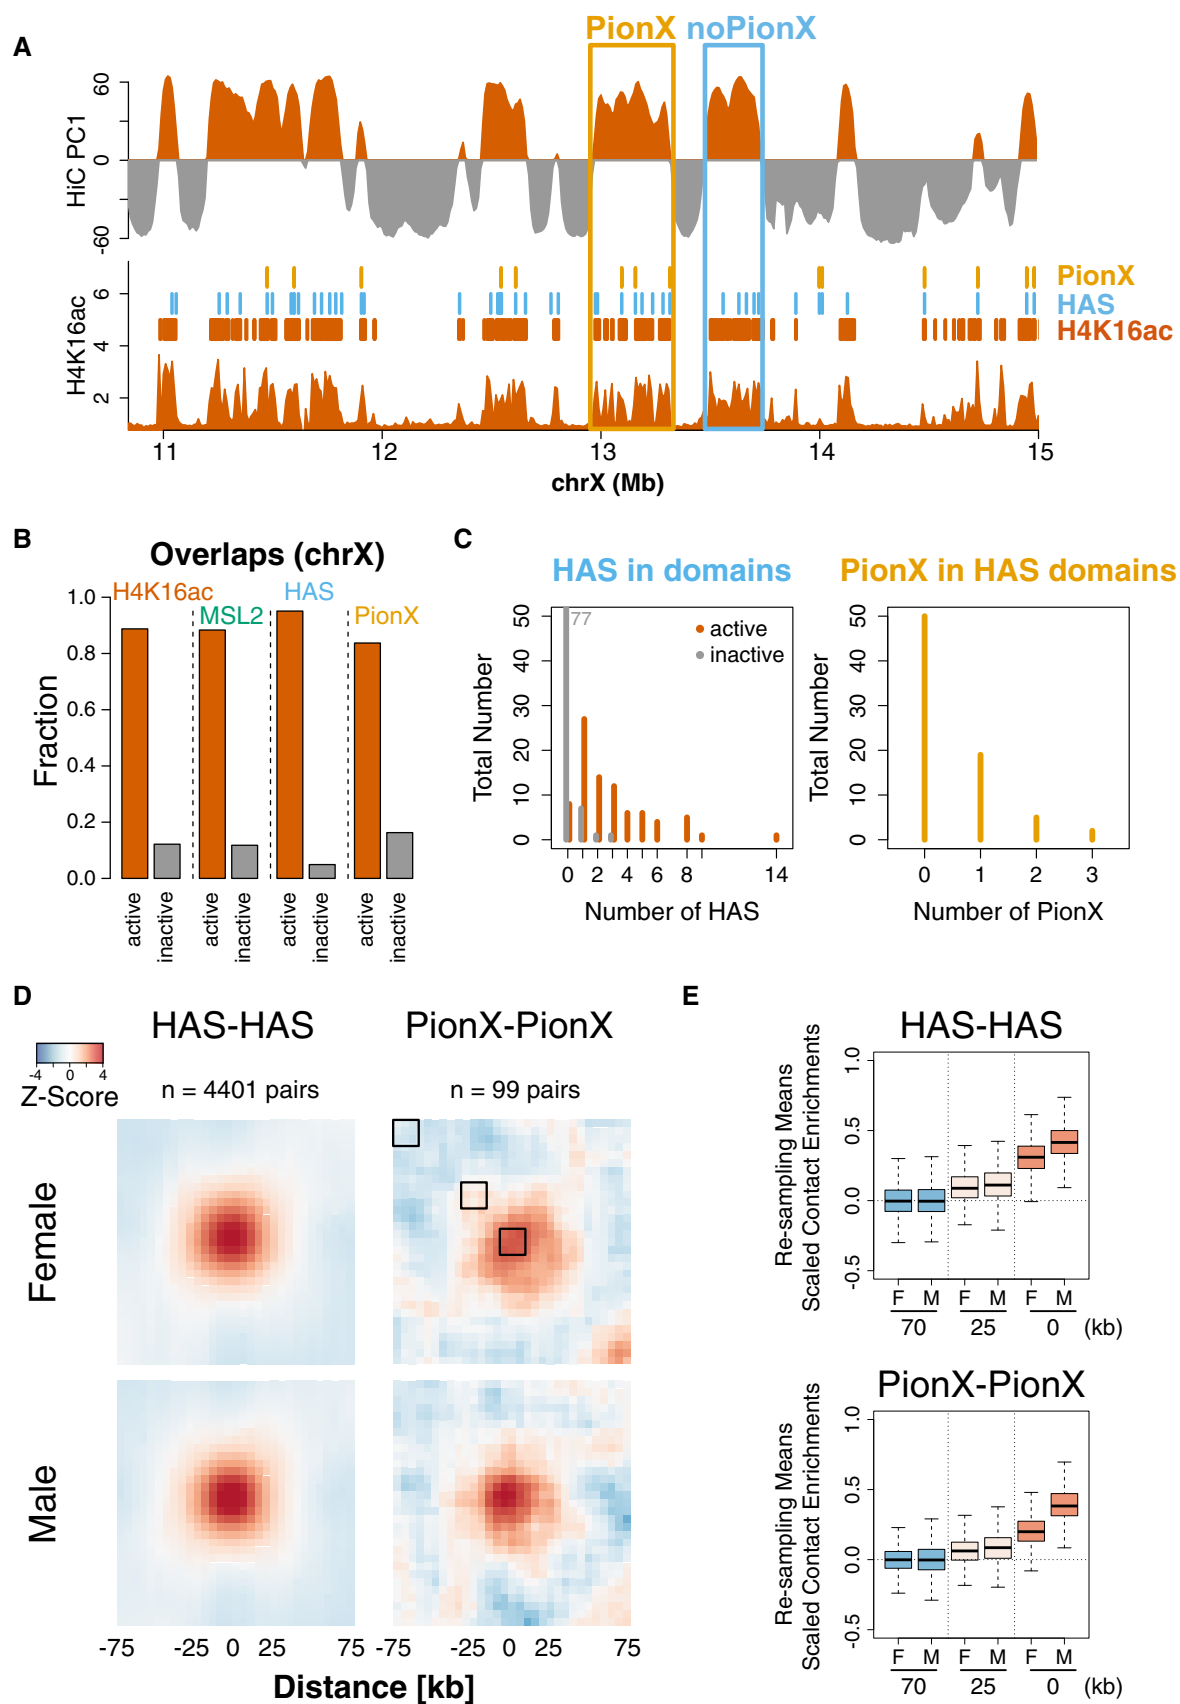 A
PionX noPionX
HiC PC1
60
0
-60
PionX
HAS
H4K16ac
H4K16ac
6
4
2
11 12 13 14 15
chrX (Mb)
B
Overlaps (chrX)
H4K16ac
MSL2
HAS
PionX
Fraction
1.0
0.8
0.6
0.4
0.2
0.0
active
inactive
active
inactive
active
inactive
active
inactive
C
HAS in domains
77
active
inactive
Total Number
50
40
30
20
10
0
0 2 4 6 8 14
Number of HAS
PionX in HAS domains
Total Number
50
40
30
20
10
0
0 1 2 3
Number of PionX
D
-4 0 4
Z-Score
HAS-HAS
n = 4401 pairs
PionX-PionX
n = 99 pairs
Female
Male
-75 -25 0 25 75
-75 -25 0 25 75
Distance [kb]
E
HAS-HAS
Re-sampling Means
Scaled Contact Enrichments
1.0
0.5
0.0
-0.5
F M F M F M
70 25 0 (kb)
PionX-PionX
Re-sampling Means
Scaled Contact Enrichments
1.0
0.5
0.0
-0.5
F M F M F M
70 25 0 (kb)